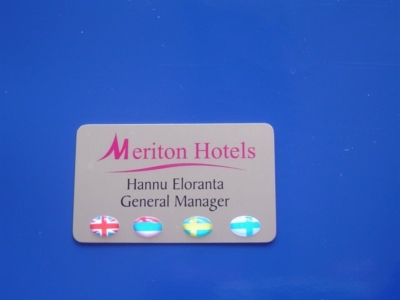 Meriton Hotels
Hannu Eloranta
General Manager